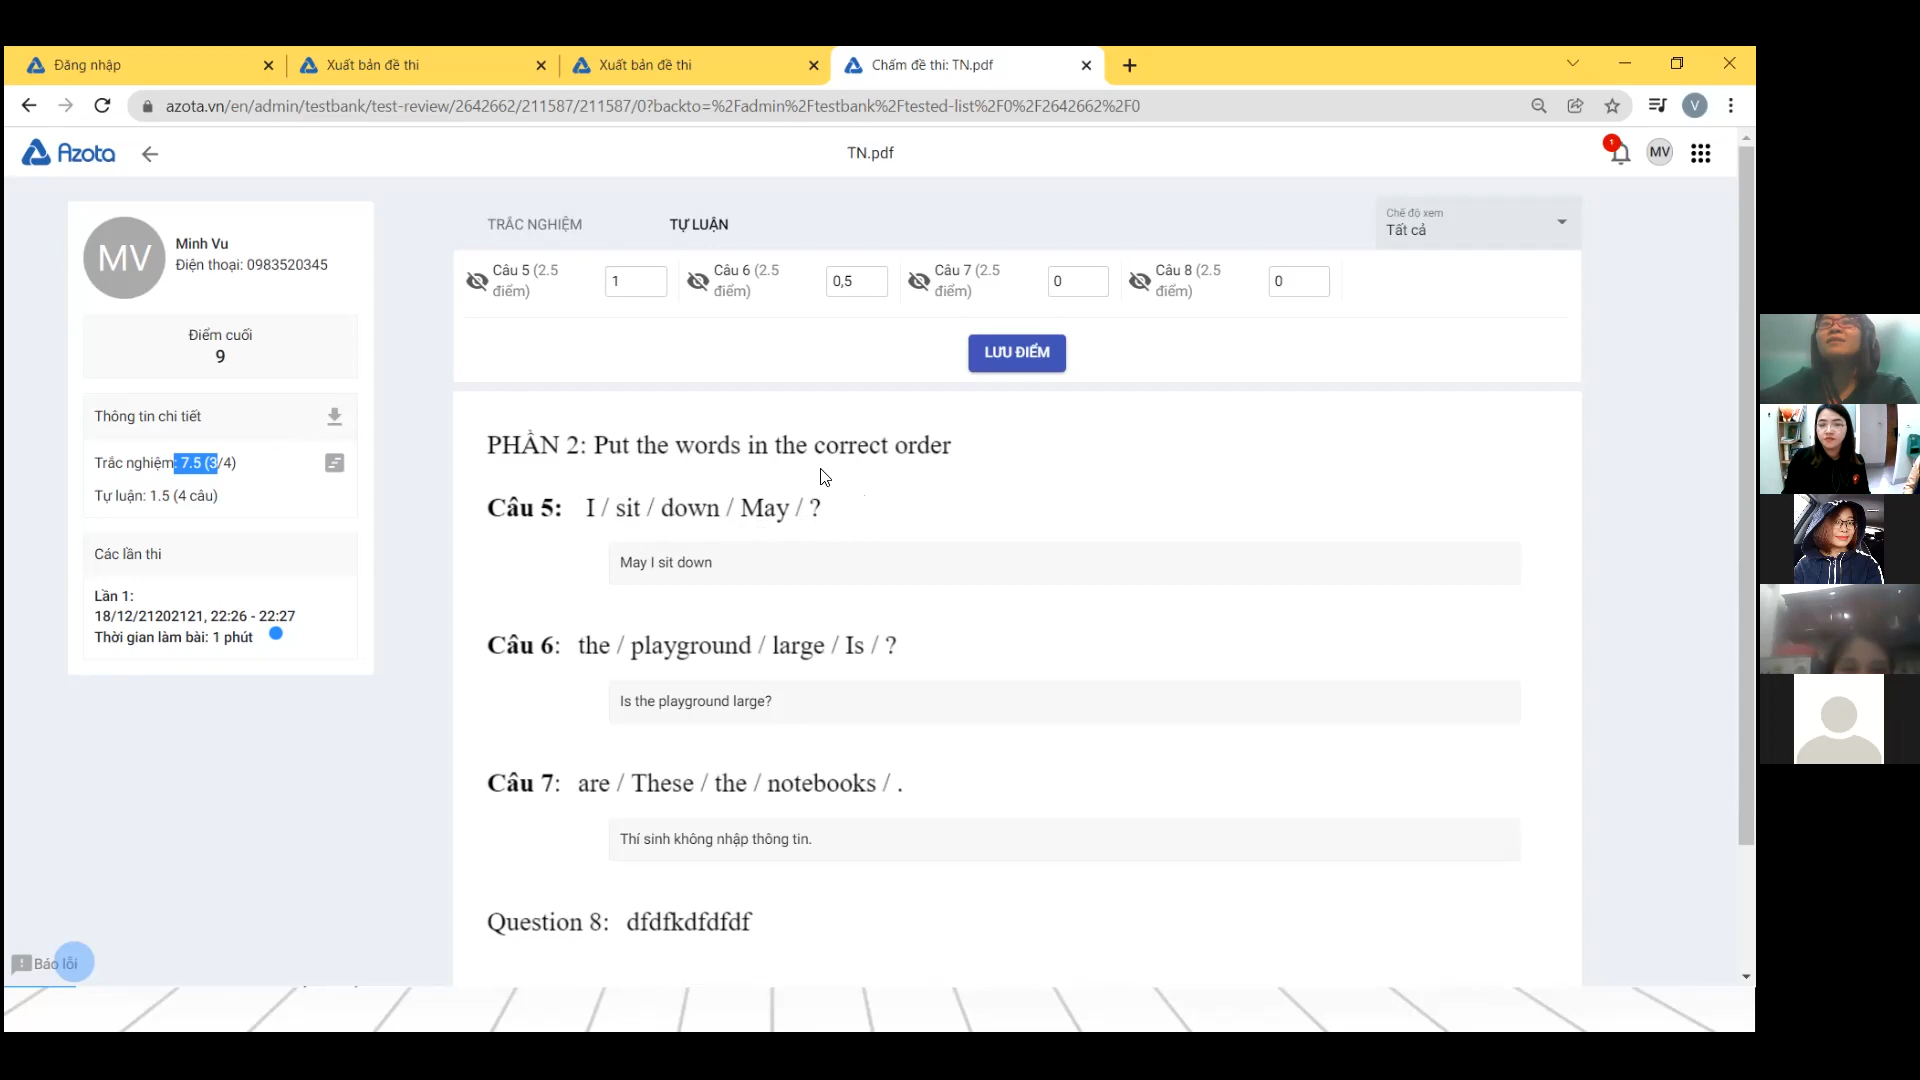 Đăng nhập
Xuất bản đề thi
Xuất bản đề thi
Chấm đề thi: TN.pdf
azota.vn/en/admin/testbank/test-review/2642662/211587/211587/0?backto=%2Fadmin%2Ftestbank%2Ftested-list%2F0%2F2642662%2F0
V
Azota
TN.pdf
1
MV
MV
Minh Vu
Điện thoại: 0983520345
Điểm cuối
9
Thông tin chi tiết
Trắc nghiệm: 7.5 (3/4)
Tự luận: 1.5 (4 câu)
Các lần thi
Lần 1:
18/12/21202121, 22:26 - 22:27
Thời gian làm bài: 1 phút
Báo lỗi
TRẮC NGHIỆM
TỰ LUẬN
Chế độ xem
Tất cả
Câu 5 (2.5 điểm)
1
Câu 6 (2.5 điểm)
0,5
Câu 7 (2.5 điểm)
0
Câu 8 (2.5 điểm)
0
LƯU ĐIỂM
PHẦN 2: Put the words in the correct order
Câu 5: I / sit / down / May / ?
May I sit down
Câu 6: the / playground / large / Is / ?
Is the playground large?
Câu 7: are / These / the / notebooks / .
Thí sinh không nhập thông tin.
Question 8: dfdfkdfdfdf